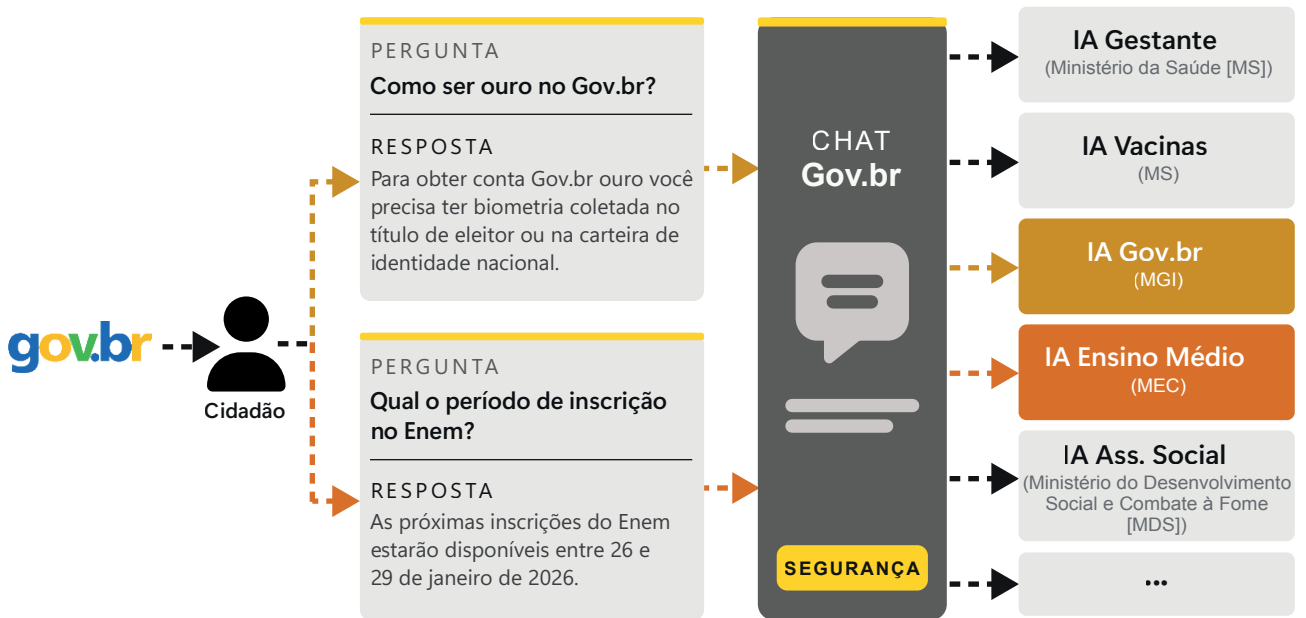 gov.br
Cidadão
PERGUNTA
Como ser ouro no Gov.br?
RESPOSTA
Para obter conta Gov.br ouro você
precisa ter biometria coletada no
título de eleitor ou na carteira de
identidade nacional.
PERGUNTA
Qual o período de inscrição
no Enem?
RESPOSTA
As próximas inscrições do Enem
estarão disponíveis entre 26 e
29 de janeiro de 2026.
CHAT
Gov.br
SEGURANÇA
IA Gestante
(Ministério da Saúde [MS])
IA Vacinas
(MS)
IA Gov.br
(MGI)
IA Ensino Médio
(MEC)
IA Ass. Social
(Ministério do Desenvolvimento
Social e Combate à Fome
[MDS])
...